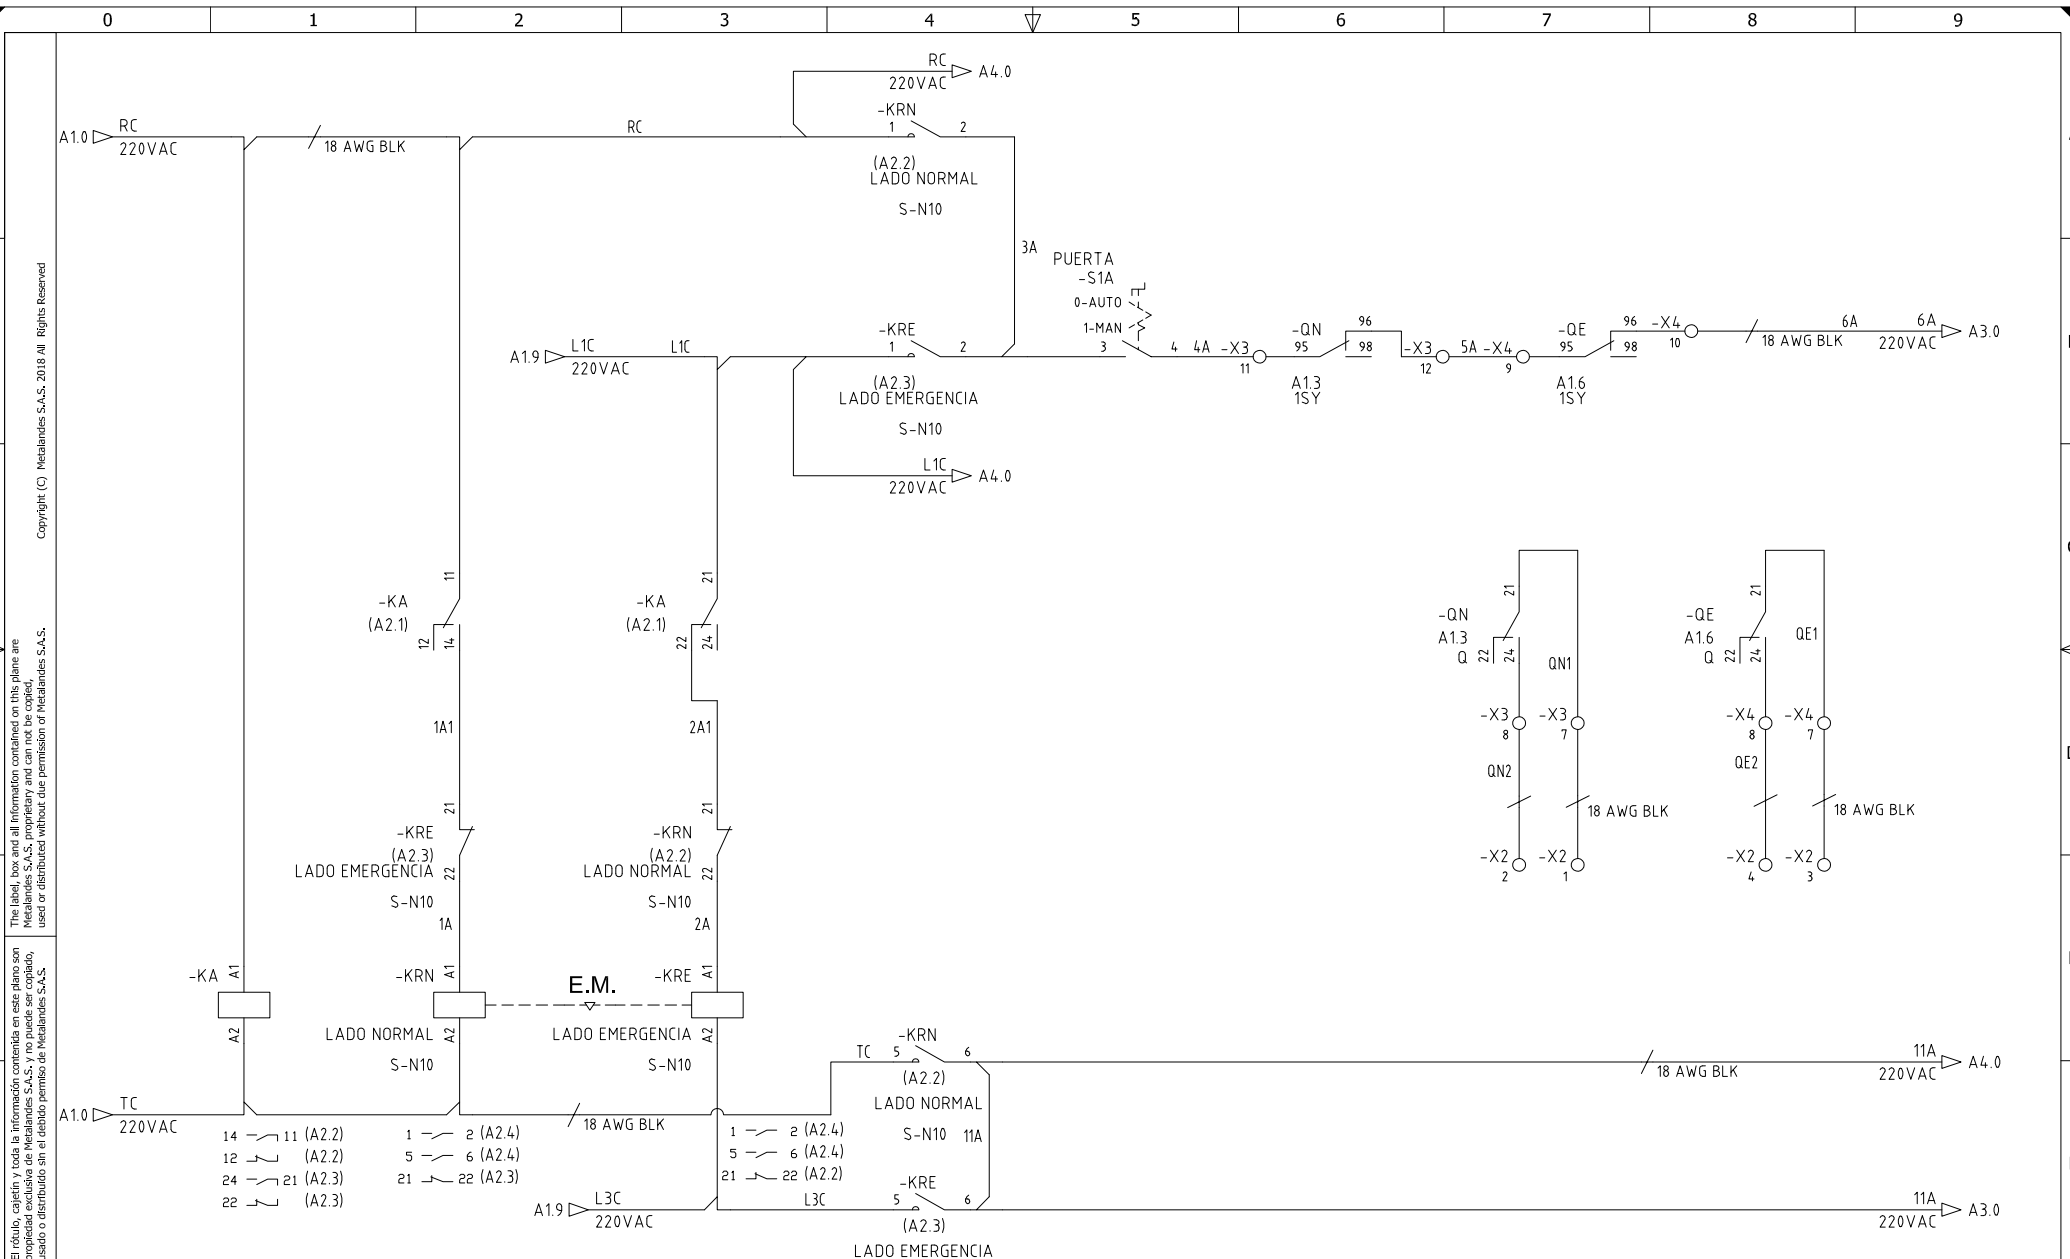 0 1 2 3 4 5 6 7 8 9
RC
220VAC
A4.0
-KRN
1 2
A1.0
RC
220VAC
18 AWG BLK
RC
(A2.2)
LADO NORMAL
S-N10
3A
PUERTA
-S1A
0-AUTO
1-MAN
3 4
4A
-X3
11
-QN
95
96
98
A1.3
1SY
-X3
12
5A
-X4
9
-QE
95
96
98
A1.6
1SY
-X4
10
18 AWG BLK
6A
6A
220VAC
A3.0
A1.9
L1C
220VAC
L1C
-KRE
1 2
(A2.3)
LADO EMERGENCIA
S-N10
L1C
220VAC
A4.0
11
-KA
(A2.1)
12
14
1A1
21
-KRE
(A2.3)
LADO EMERGENCIA
22
S-N10
1A
21
-KA
(A2.1)
22
24
2A1
21
-KRN
(A2.2)
LADO NORMAL
22
S-N10
2A
21
-QN
A1.3
Q
22
24
QN1
-X3
8
-X3
7
QN2
18 AWG BLK
-X2
2
-X2
1
21
-QE
A1.6
Q
22
24
QE1
-X4
8
-X4
7
QE2
18 AWG BLK
-X2
4
-X2
3
-KA
A1
A2
-KRN
A1
LADO NORMAL
A2
S-N10
E.M.
-KRE
A1
LADO EMERGENCIA
A2
S-N10
A1.0
TC
220VAC
18 AWG BLK
TC
-KRN
5 6
(A2.2)
LADO NORMAL
S-N10
11A
18 AWG BLK
11A
220VAC
A4.0
14 11 (A2.2)
12 (A2.2)
24 21 (A2.3)
22 (A2.3)
1 2 (A2.4)
5 6 (A2.4)
21 22 (A2.3)
1 2 (A2.4)
5 6 (A2.4)
21 22 (A2.2)
A1.9
L3C
220VAC
L3C
-KRE
5 6
(A2.3)
LADO EMERGENCIA
11A
220VAC
A3.0
Copyright (C) Metalandes S.A.S. 2018 All Rights Reserved
The label, box and all information contained on this plane are
Metalandes S.A.S. proprietary and can not be copied,
used or distributed without due permission of Metalandes S.A.S.
El rótulo, cajetín y toda la información contenida en este plano son
propiedad exclusiva de Metalandes S.A.S. y no puede ser copiado,
usado o distribuido sin el debido permiso de Metalandes S.A.S.